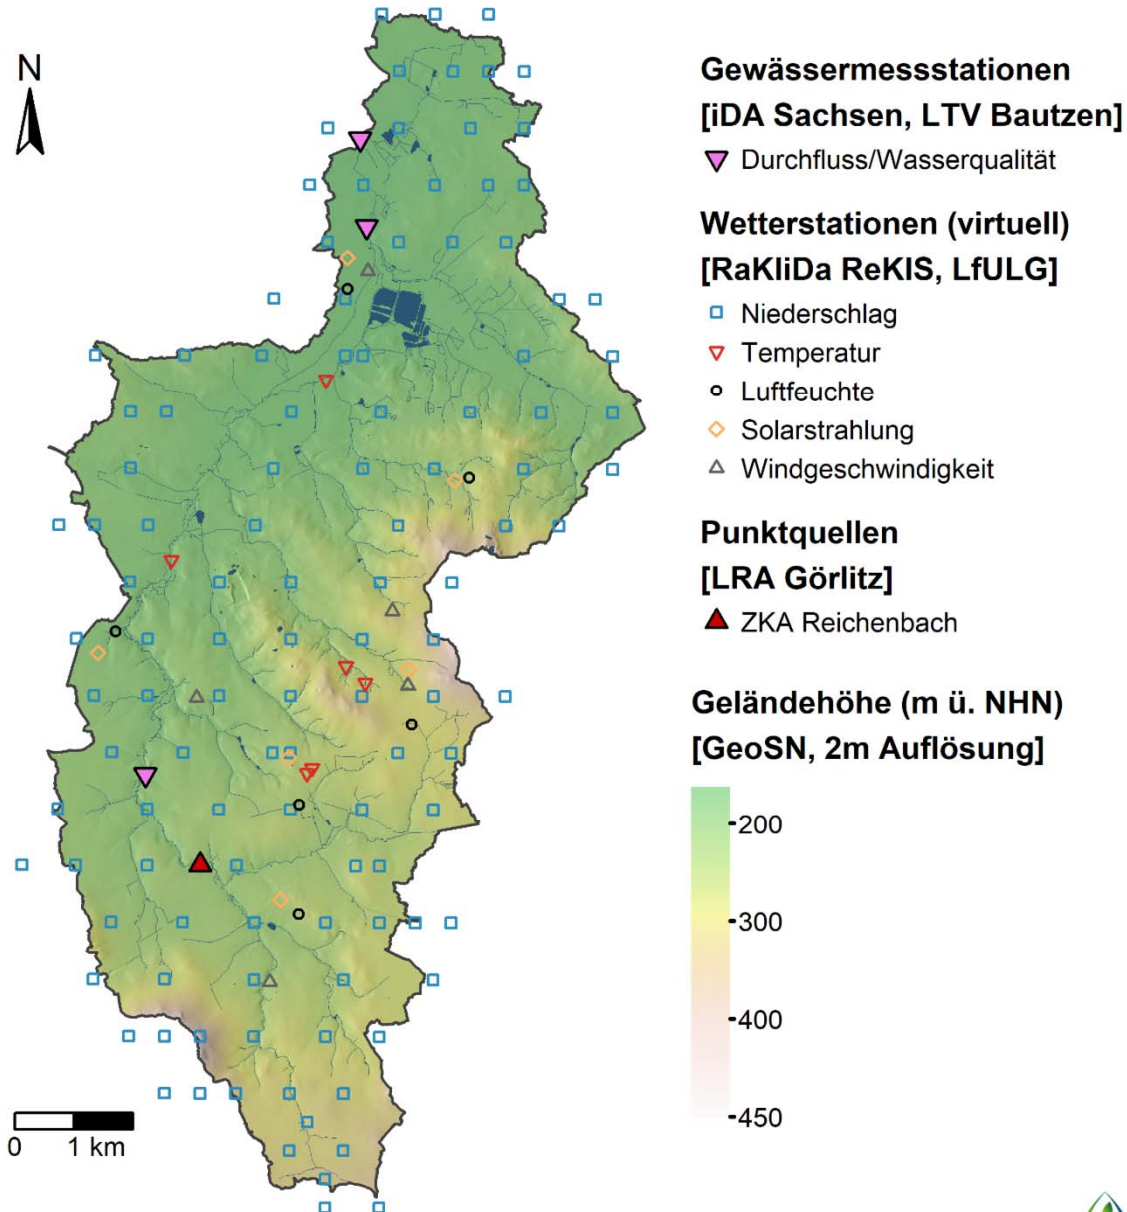 N
Gewässermessstationen
[iDA Sachsen, LTV Bautzen]
Durchfluss/Wasserqualität
Wetterstationen (virtuell)
[RaKliDa ReKIS, LfULG]
Niederschlag
Temperatur
Luftfeuchte
Solarstrahlung
Windgeschwindigkeit
Punktquellen
[LRA Görlitz]
ZKA Reichenbach
Geländehöhe (m ü. NHN)
[GeoSN, 2m Auflösung]
200
300
400
450
0 1 km